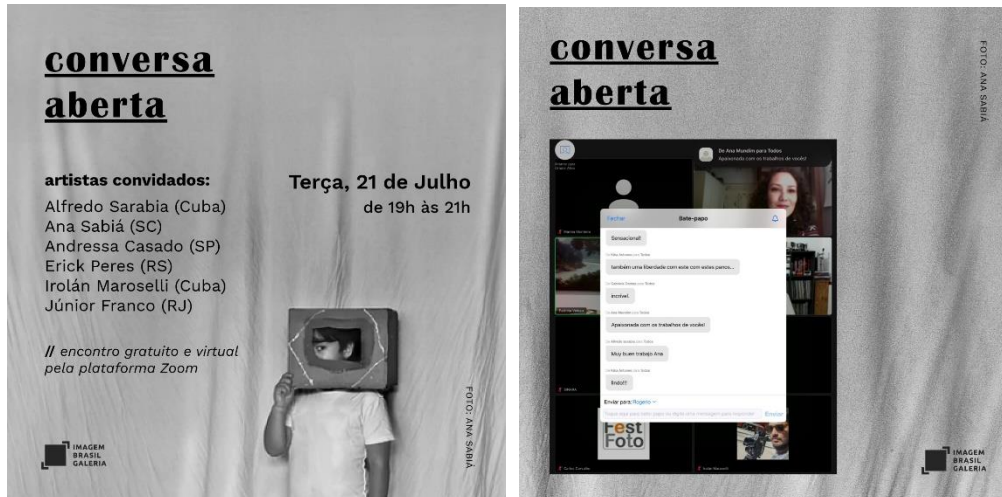 conversa
aberta
artistas convidados:
Alfredo Sarabia (Cuba)
Ana Sabiá (SC)
Andressa Casado (SP)
Erick Peres (RS)
Irolán Maroselli (Cuba)
Júnior Franco (RJ)
Terça, 21 de Julho
de 19h às 21h
// encontro gratuito e virtual
pela plataforma Zoom
FOTO: ANA SABIÁ
IMAGEM
BRASIL
GALERIA
conversa
aberta
FOTO: ANA SABIÁ
De Ana Mandim para Todos
Apaixonada com os trabalhos de vocês!
Fechar
Bate-papo
Sensacional!
também uma liberdade com este com estes panos...
incrível.
Apaixonada com os trabalhos de vocês!
Muy buen trabajo Ana
lindo!!!
Enviar para: Rogerio
Enviar
Fest
Foto
IMAGEM
BRASIL
GALERIA